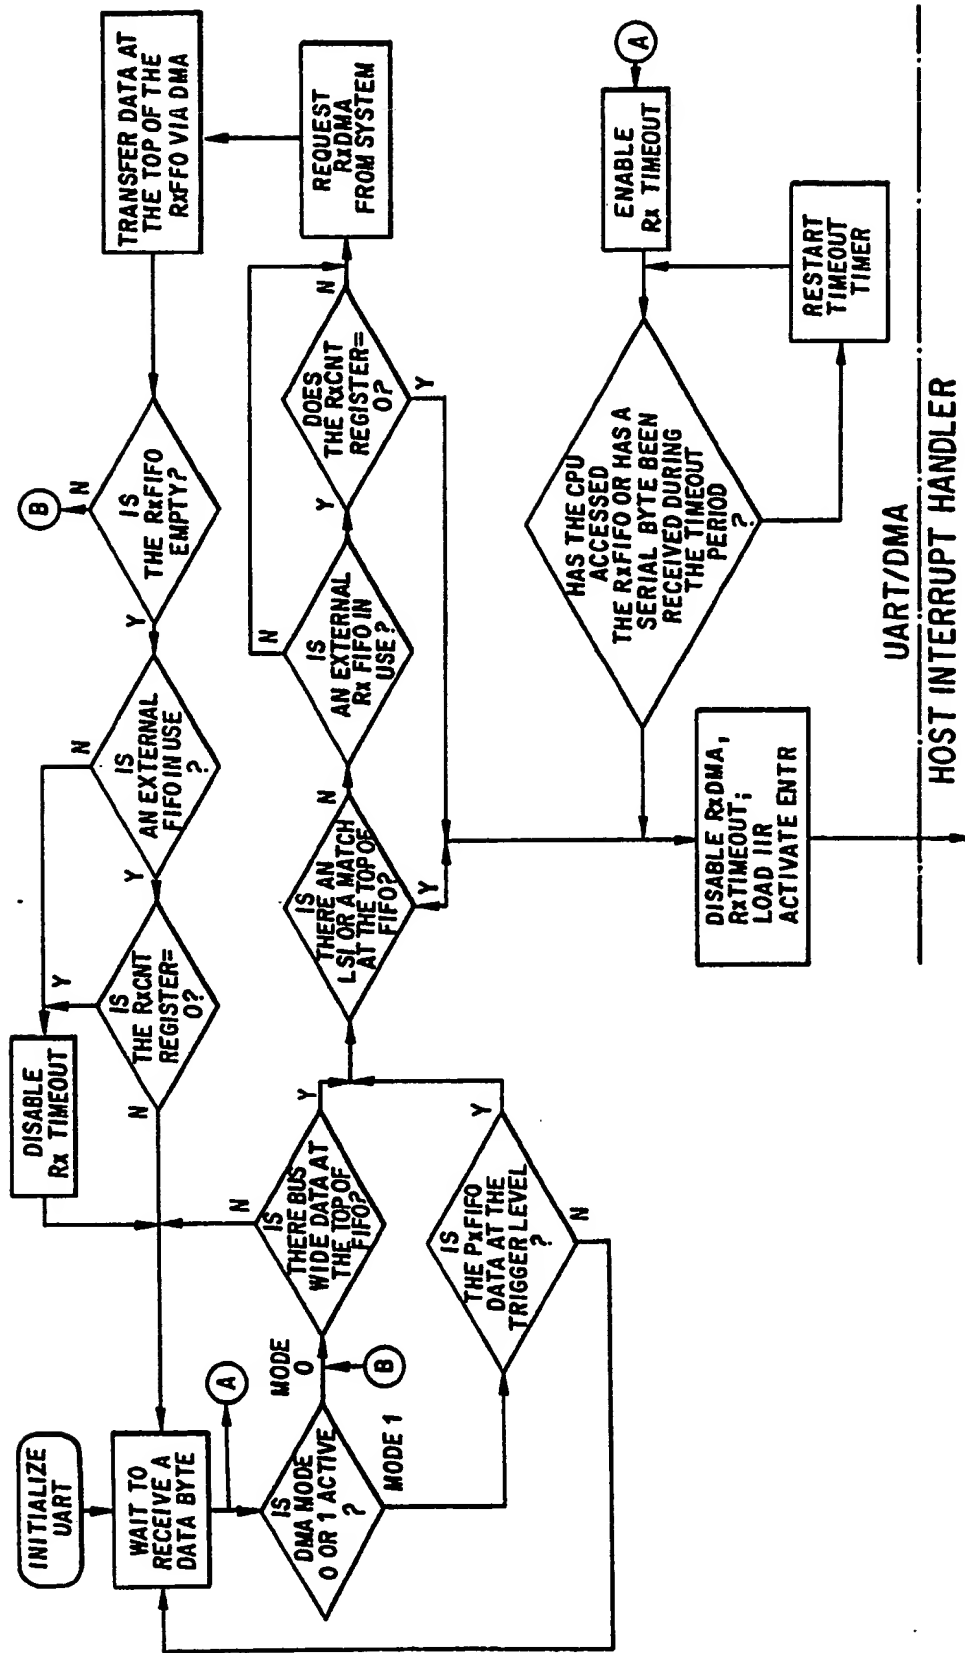 INITIALIZE
UART
WAIT TO
RECEIVE A
DATA BYTE
A
IS
DMA MODE
0 OR 1 ACTIVE
?
MODE
0
MODE 1
B
IS
THERE BUS
WIDE DATA AT
THE TOP OF
FIFO?
N
Y
IS
THE PxFIFO
DATA AT THE
TRIGGER LEVEL
?
Y
N
DISABLE
Rx TIMEOUT
IS
THE RxCNT
REGISTER=
0?
Y
N
IS
AN EXTERNAL
FIFO IN USE
?
N
Y
IS
THE RxFIFO
EMPTY?
N
Y
B
TRANSFER DATA AT
THE TOP OF THE
RxFFO VIA DMA
IS
THERE AN
LSI OR A MATCH
AT THE TOP OF
FIFO?
N
Y
IS
AN EXTERNAL
Rx FIFO IN
USE?
N
Y
DOES
THE RxCNT
REGISTER=
0?
N
Y
REQUEST
RxDMA
FROM SYSTEM
DISABLE RxDMA,
RxTIMEOUT;
LOAD IIR
ACTIVATE ENTR
HAS THE CPU
ACCESSED
THE RxFIFO OR HAS A
SERIAL BYTE BEEN
RECEIVED DURING
THE TIMEOUT
PERIOD
?
ENABLE
Rx TIMEOUT
A
RESTART
TIMEOUT
TIMER
UART/DMA
HOST INTERRUPT HANDLER